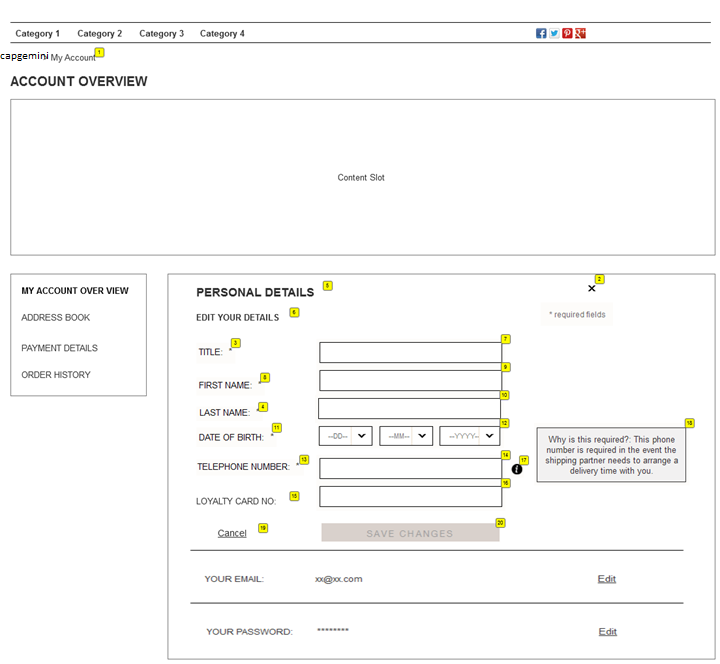 Category 1 Category 2 Category 3 Category 4
capgemini My Account 1
ACCOUNT OVERVIEW
Content Slot
MY ACCOUNT OVER VIEW
ADDRESS BOOK
PAYMENT DETAILS
ORDER HISTORY
PERSONAL DETAILS 5
2
EDIT YOUR DETAILS 6
* required fields
TITLE: * 3
7
FIRST NAME: * 8
9
LAST NAME: * 4
10
DATE OF BIRTH: * 11
--DD-- --MM-- --YYYY-- 12
TELEPHONE NUMBER: * 13
14
i 17
18
Why is this required?: This phone
number is required in the event the
shipping partner needs to arrange a
delivery time with you.
LOYALTY CARD NO: 15
16
Cancel 19
SAVE CHANGES 20
YOUR EMAIL: xx@xx.com Edit
YOUR PASSWORD: ******** Edit